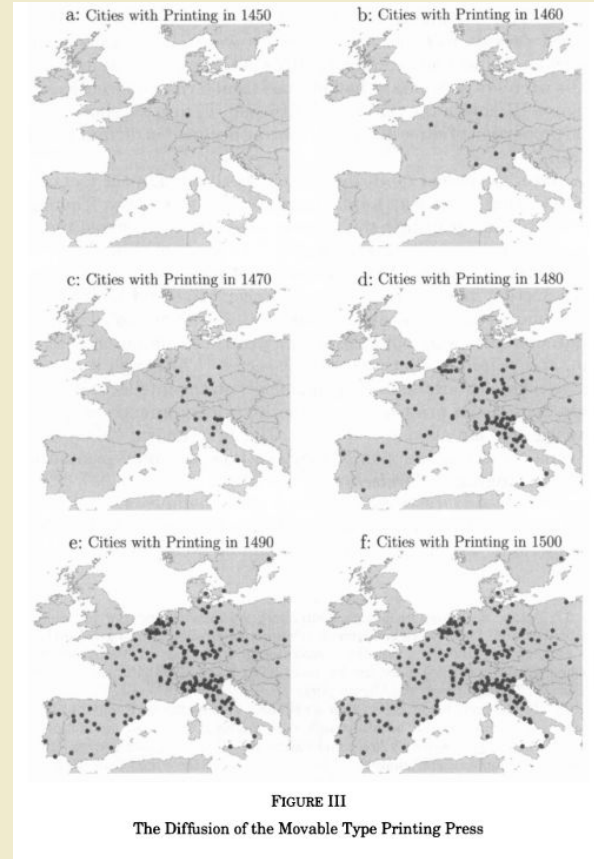 a: Cities with Printing in 1450
b: Cities with Printing in 1460
c: Cities with Printing in 1470
d: Cities with Printing in 1480
e: Cities with Printing in 1490
f: Cities with Printing in 1500
FIGURE III
The Diffusion of the Movable Type Printing Press